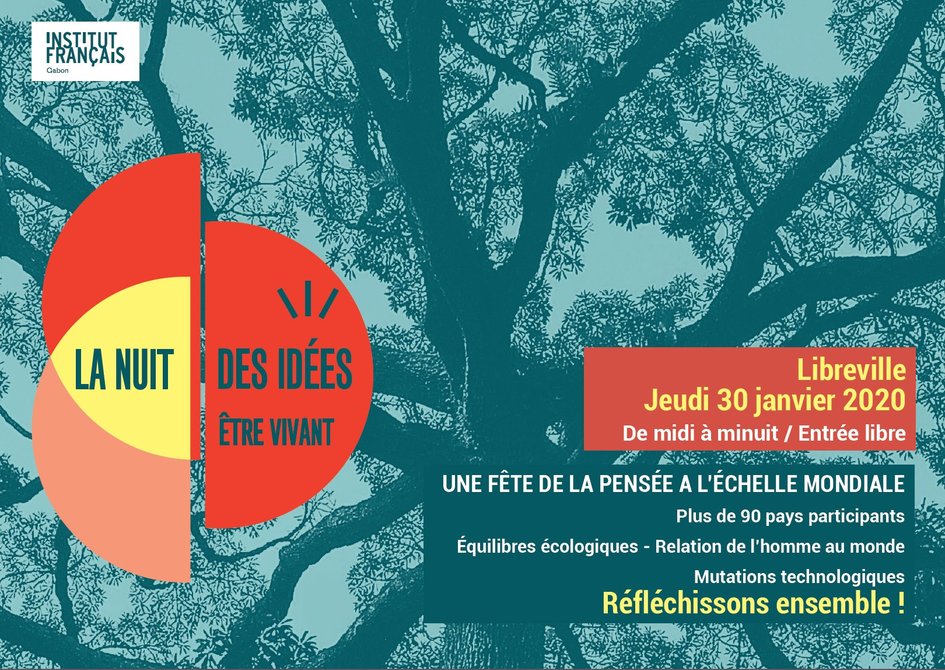 INSTITUT
FRANÇAIS
Gabon
LA NUIT
DES IDÉES
ÊTRE VIVANT
Libreville
Jeudi 30 janvier 2020
De midi à minuit / Entrée libre
UNE FÊTE DE LA PENSÉE A L'ÉCHELLE MONDIALE
Plus de 90 pays participants
Équilibres écologiques - Relation de l'homme au monde
Mutations technologiques
Réfléchissons ensemble !